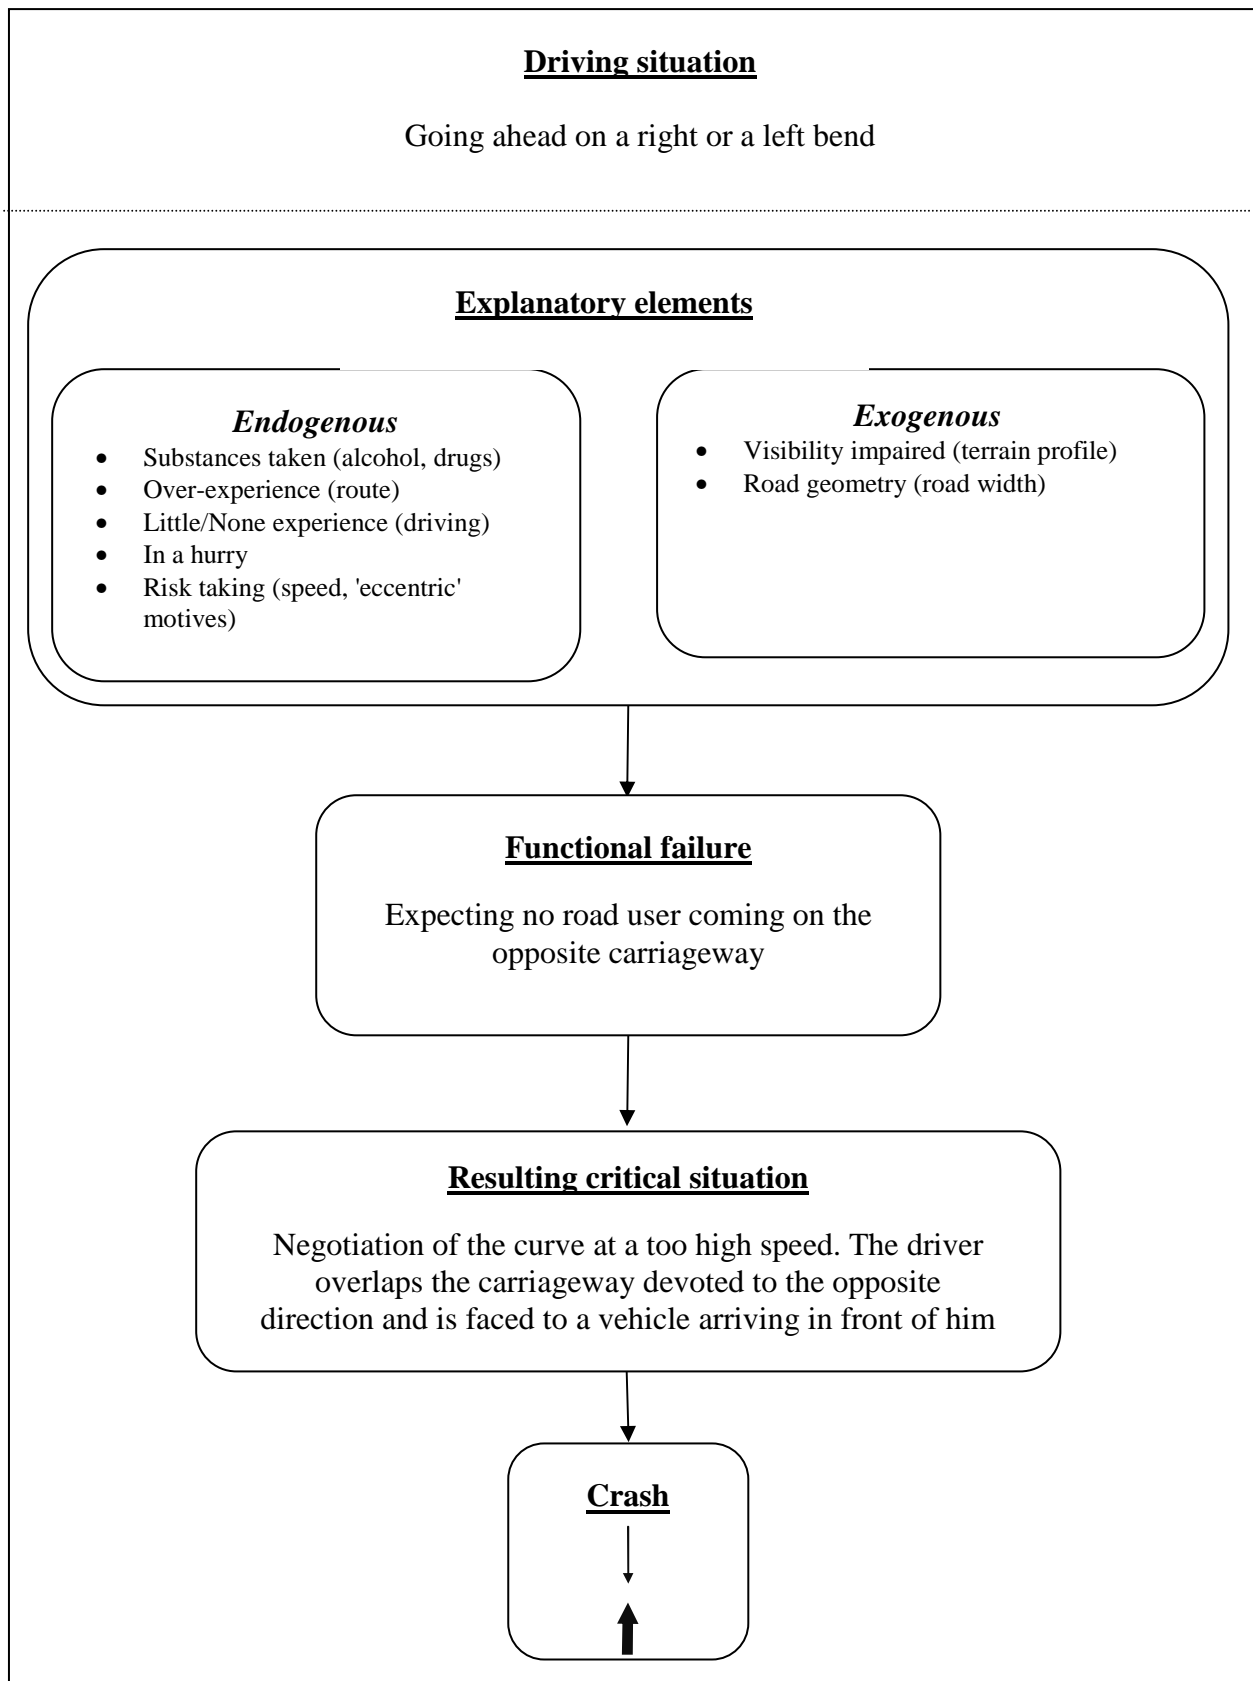 Driving situation
Going ahead on a right or a left bend
Explanatory elements
Endogenous
• Substances taken (alcohol, drugs)
• Over-experience (route)
• Little/None experience (driving)
• In a hurry
• Risk taking (speed, 'eccentric'
motives)
Exogenous
• Visibility impaired (terrain profile)
• Road geometry (road width)
Functional failure
Expecting no road user coming on the
opposite carriageway
Resulting critical situation
Negotiation of the curve at a too high speed. The driver
overlaps the carriageway devoted to the opposite
direction and is faced to a vehicle arriving in front of him
Crash